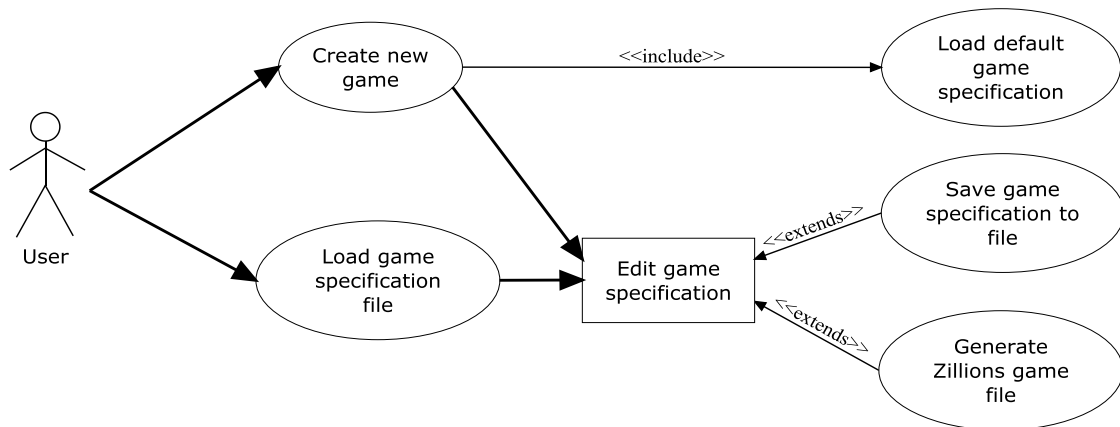 Create new
game
<<include>>
Load default
game
specification
User
Load game
specification
file
Edit game
specification
<<extends>>
Save game
specification to
file
<<extends>>
Generate
Zillions game
file